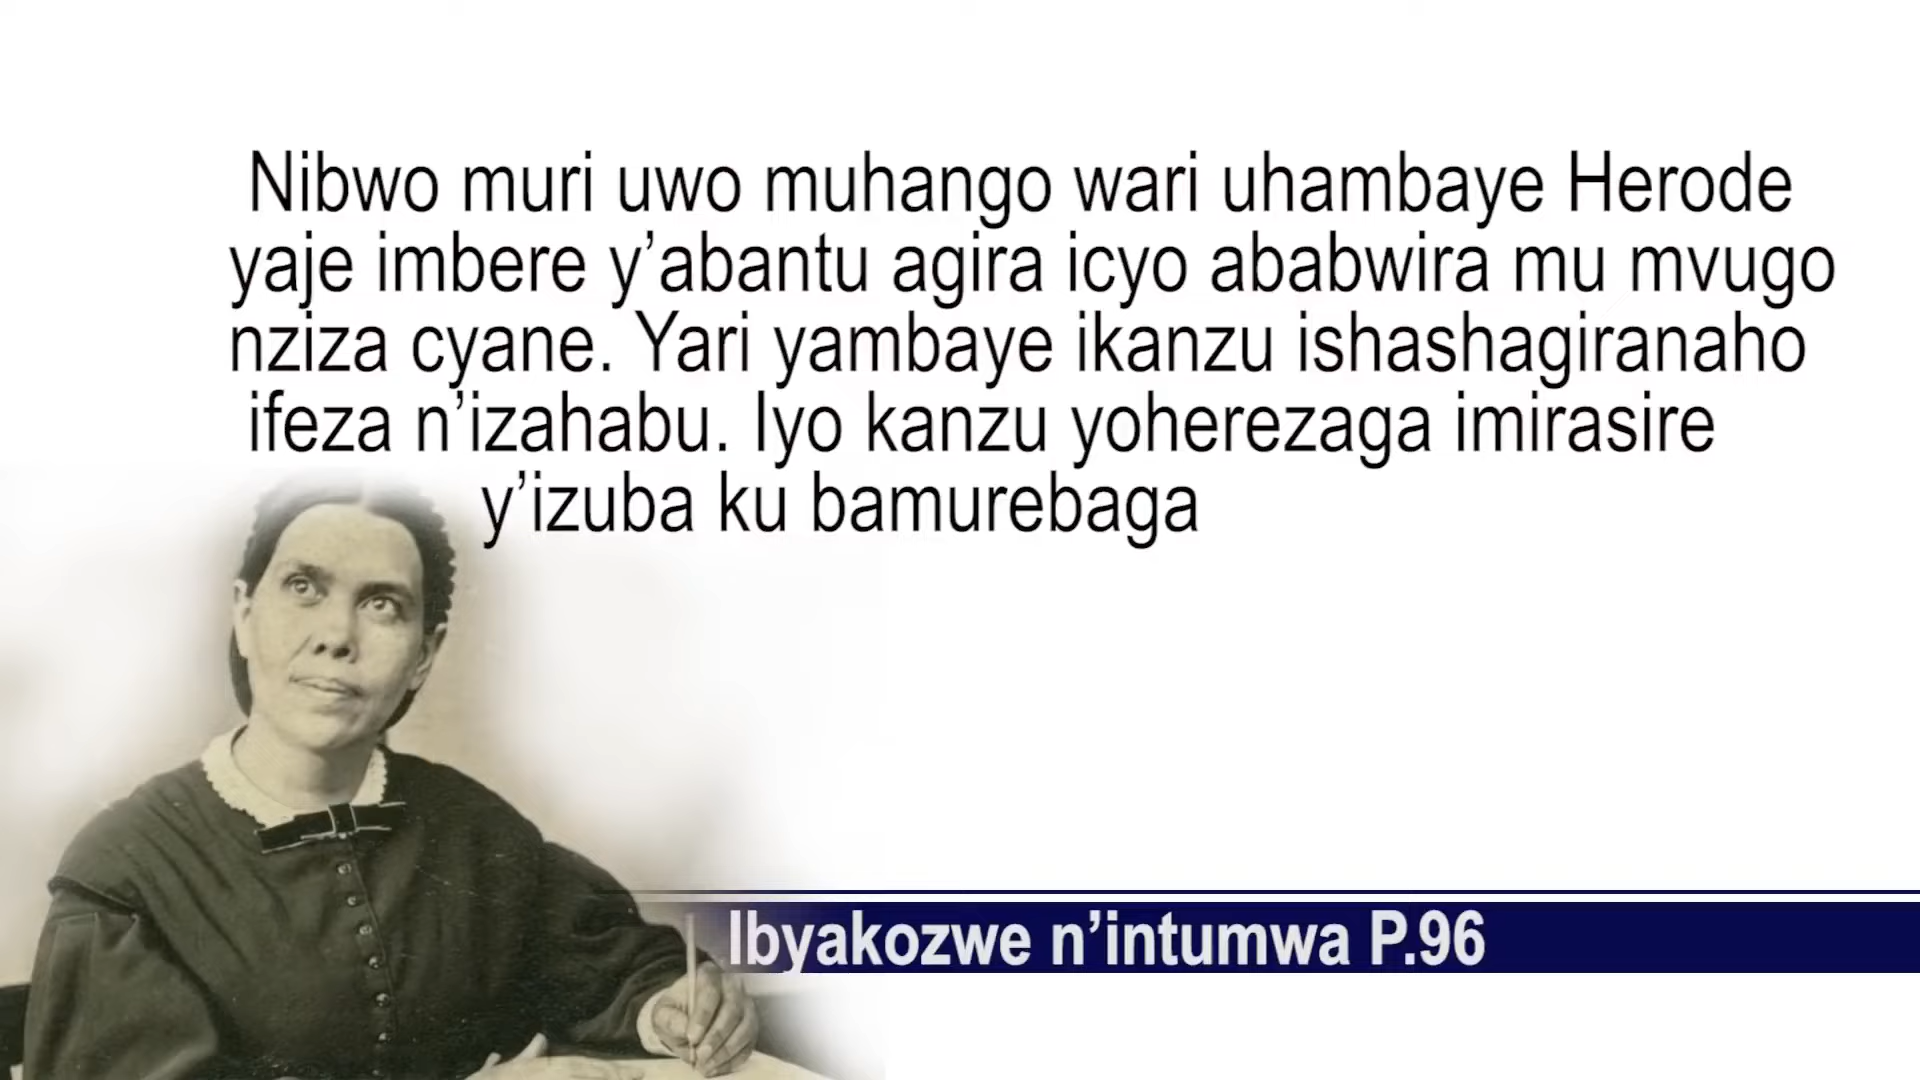 Nibwo muri uwo muhango wari uhambaye Herode
yaje imbere y’abantu agira icyo ababwira mu mvugo
nziza cyane. Yari yambaye ikanzu ishashagiranaho
ifeza n’izahabu. Iyo kanzu yoherezaga imirasire
y’izuba ku bamurebaga
Ibyakozwe n’intumwa P.96